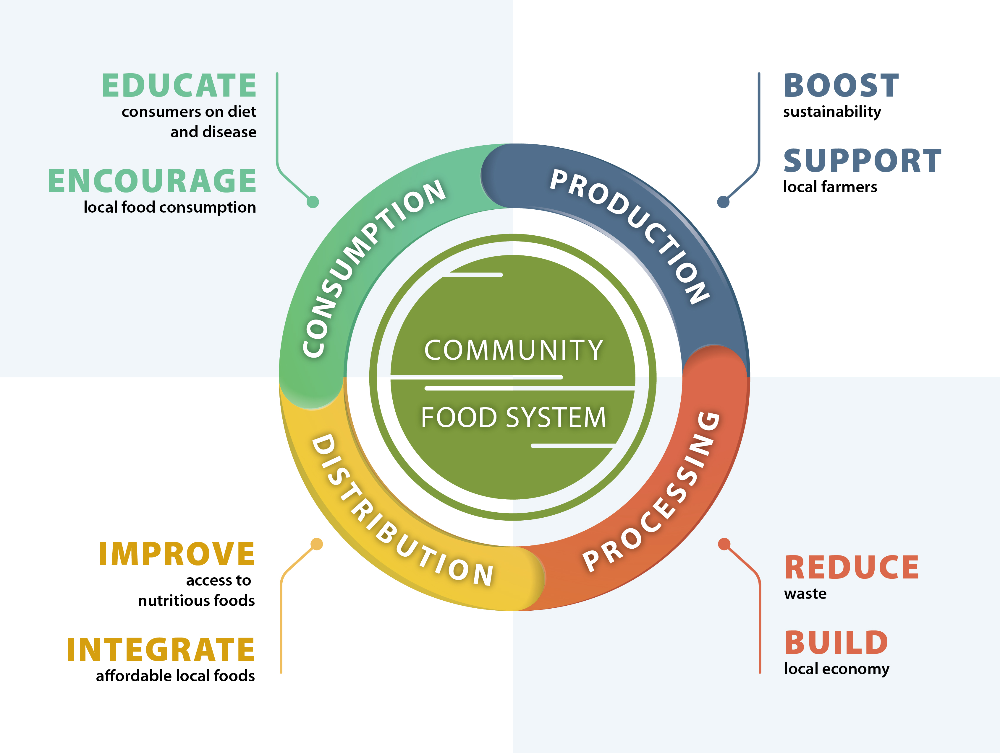 EDUCATE
consumers on diet
and disease
ENCOURAGE
local food consumption
BOOST
sustainability
SUPPORT
local farmers
CONSUMPTION
PRODUCTION
COMMUNITY
FOOD SYSTEM
DISTRIBUTION
PROCESSING
IMPROVE
access to
nutritious foods
INTEGRATE
affordable local foods
REDUCE
waste
BUILD
local economy